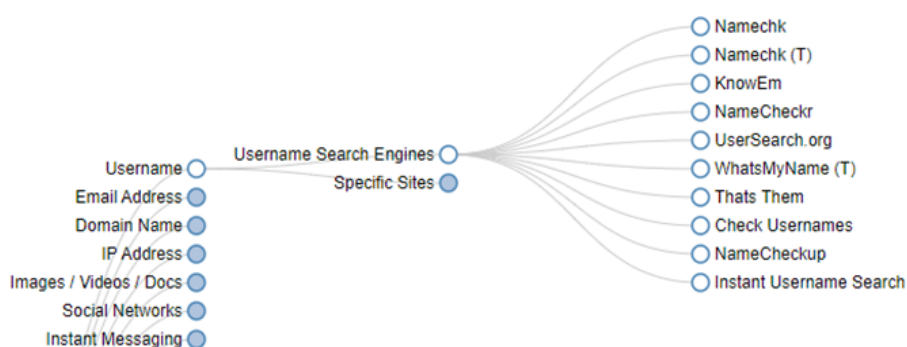 Username
Email Address
Domain Name
IP Address
Images / Videos / Docs
Social Networks
Instant Messaging
Username Search Engines
Specific Sites
Namechk
Namechk (T)
KnowEm
NameCheckr
UserSearch.org
WhatsMyName (T)
Thats Them
Check Usernames
NameCheckup
Instant Username Search